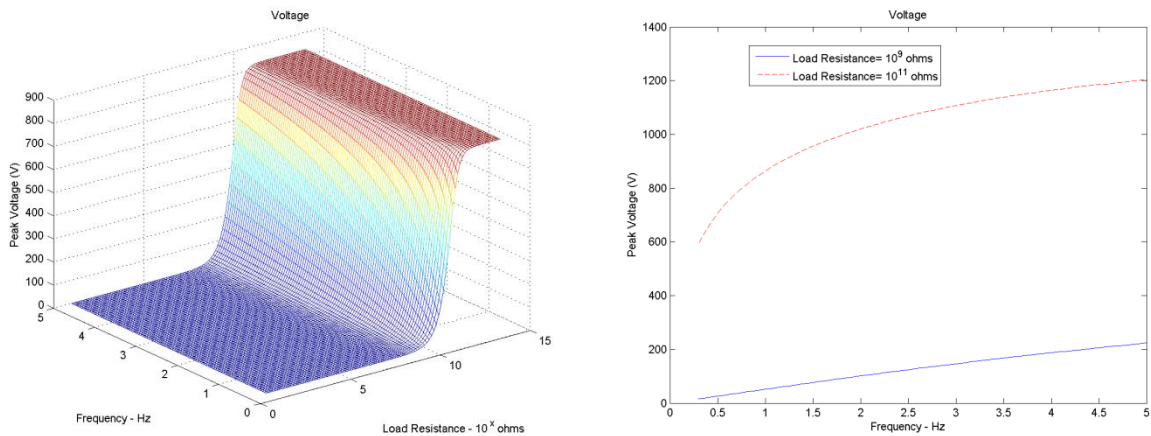 Voltage
900
800
700
600
500
400
300
200
100
0
Peak Voltage (V)
5
4
3
2
1
0
Frequency - Hz
0
5
10
15
Load Resistance - 10^x ohms
Voltage
1400
1200
1000
800
600
400
200
0
Peak Voltage (V)
Load Resistance= 10^9 ohms
Load Resistance= 10^11 ohms
0 0.5 1 1.5 2 2.5 3 3.5 4 4.5 5
Frequency - Hz